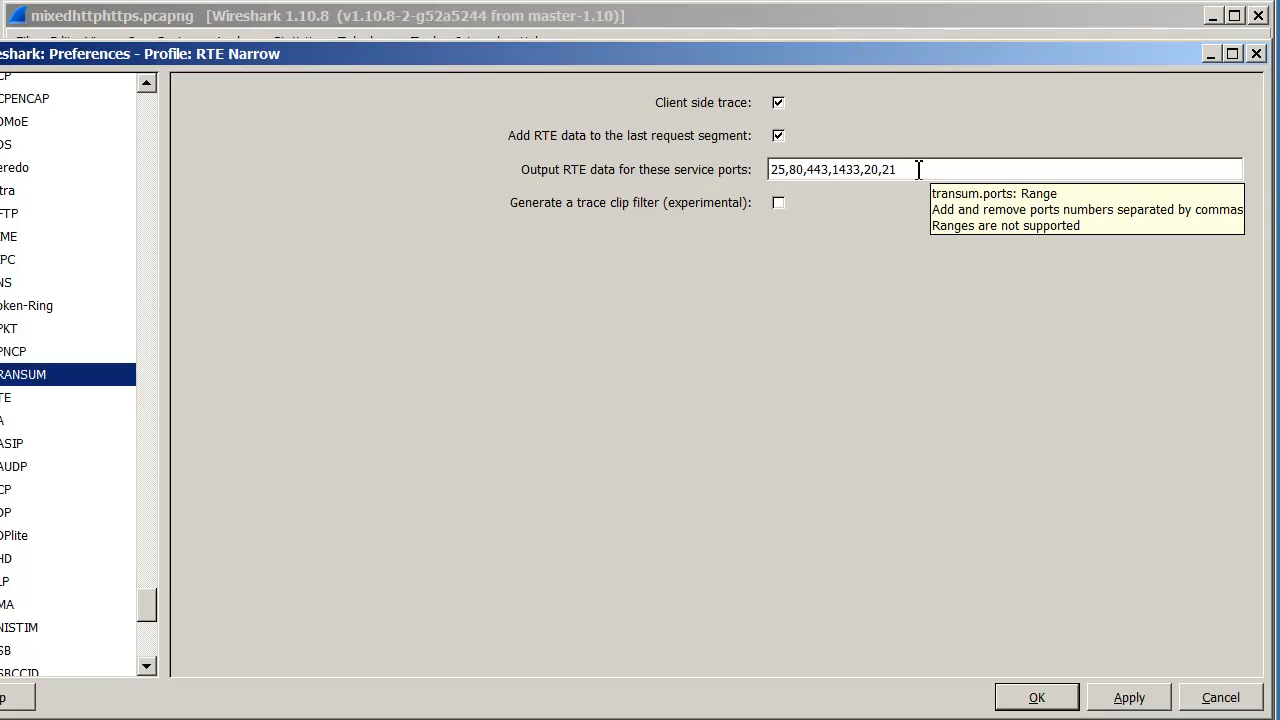 mixedhttphttps.pcapng [Wireshark 1.10.8 (v1.10.8-2-g52a5244 from master-1.10)]
eshark: Preferences - Profile: RTE Narrow
CP
CPENCAP
DMoE
DS
eredo
tra
FTP
IME
PC
NS
oken-Ring
PKT
PNCP
RANSUM
TE
A
ASIP
AUDP
CP
DP
DPlite
HD
LP
MA
NISTIM
SB
SBCCID
Client side trace:
Add RTE data to the last request segment:
Output RTE data for these service ports: 25,80,443,1433,20,21
Generate a trace clip filter (experimental):
transum.ports: Range
Add and remove ports numbers separated by commas
Ranges are not supported
p
OK Apply Cancel